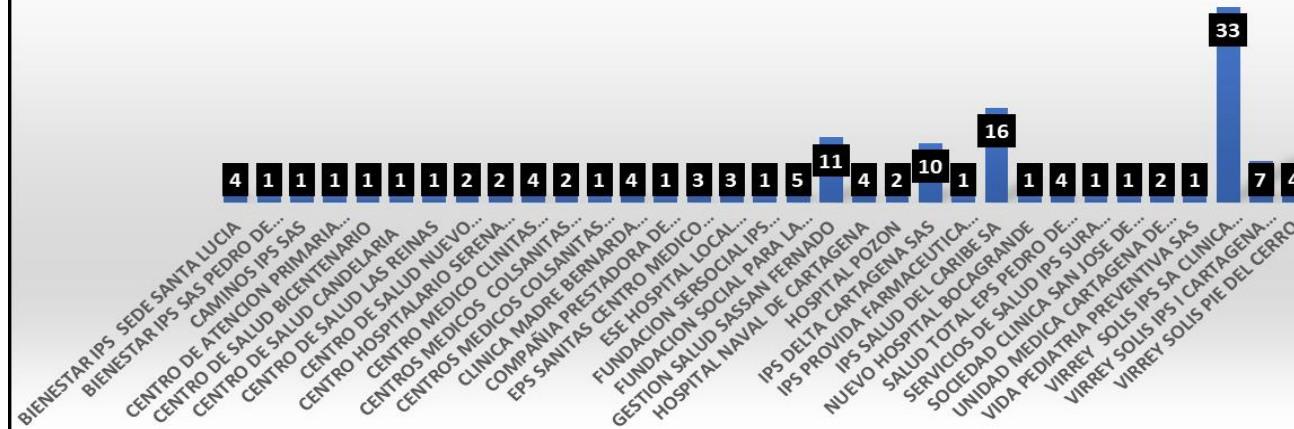 33
16
11
10
7
4 1 1 1 1 1 1 2 2 4 2 1 4 1 3 3 1 5 4 2 1 1 4 1 1 2 1 4
BIENESTAR IPS  SEDE SANTA LUCIA
BIENESTAR IPS SAS PEDRO DE…
CAMINOS IPS SAS
CENTRO DE ATENCION PRIMARIA…
CENTRO DE SALUD BICENTENARIO
CENTRO DE SALUD CANDELARIA
CENTRO DE SALUD LAS REINAS
CENTRO DE SALUD NUEVO…
CENTRO HOSPITALARIO SERENA…
CENTRO MEDICO CLINITAS…
CENTROS MEDICOS  COLSANITAS…
CENTROS MEDICOS COLSANITAS…
CLINICA MADRE BERNARDA…
COMPAÑIA PRESTADORA DE…
EPS SANITAS CENTRO MEDICO…
ESE HOSPITAL LOCAL…
FUNDACION SERSOCIAL IPS…
FUNDACION SOCIAL PARA LA…
GESTION SALUD SASSAN FERNADO
HOSPITAL NAVAL DE CARTAGENA
HOSPITAL POZON
IPS DELTA CARTAGENA SAS
IPS PROVIDA FARMACEUTICA…
IPS SALUD DEL CARIBE SA
NUEVO HOSPITAL BOCAGRANDE
SALUD TOTAL EPS PEDRO DE…
SERVICIOS DE SALUD IPS SURA…
SOCIEDAD CLINICA SAN JOSE DE…
UNIDAD MEDICA CARTAGENA DE…
VIDA PEDIATRIA PREVENTIVA SAS
VIRREY  SOLIS IPS SA CLINICA…
VIRREY SOLIS IPS I CARTAGENA…
VIRREY SOLIS PIE DEL CERRO